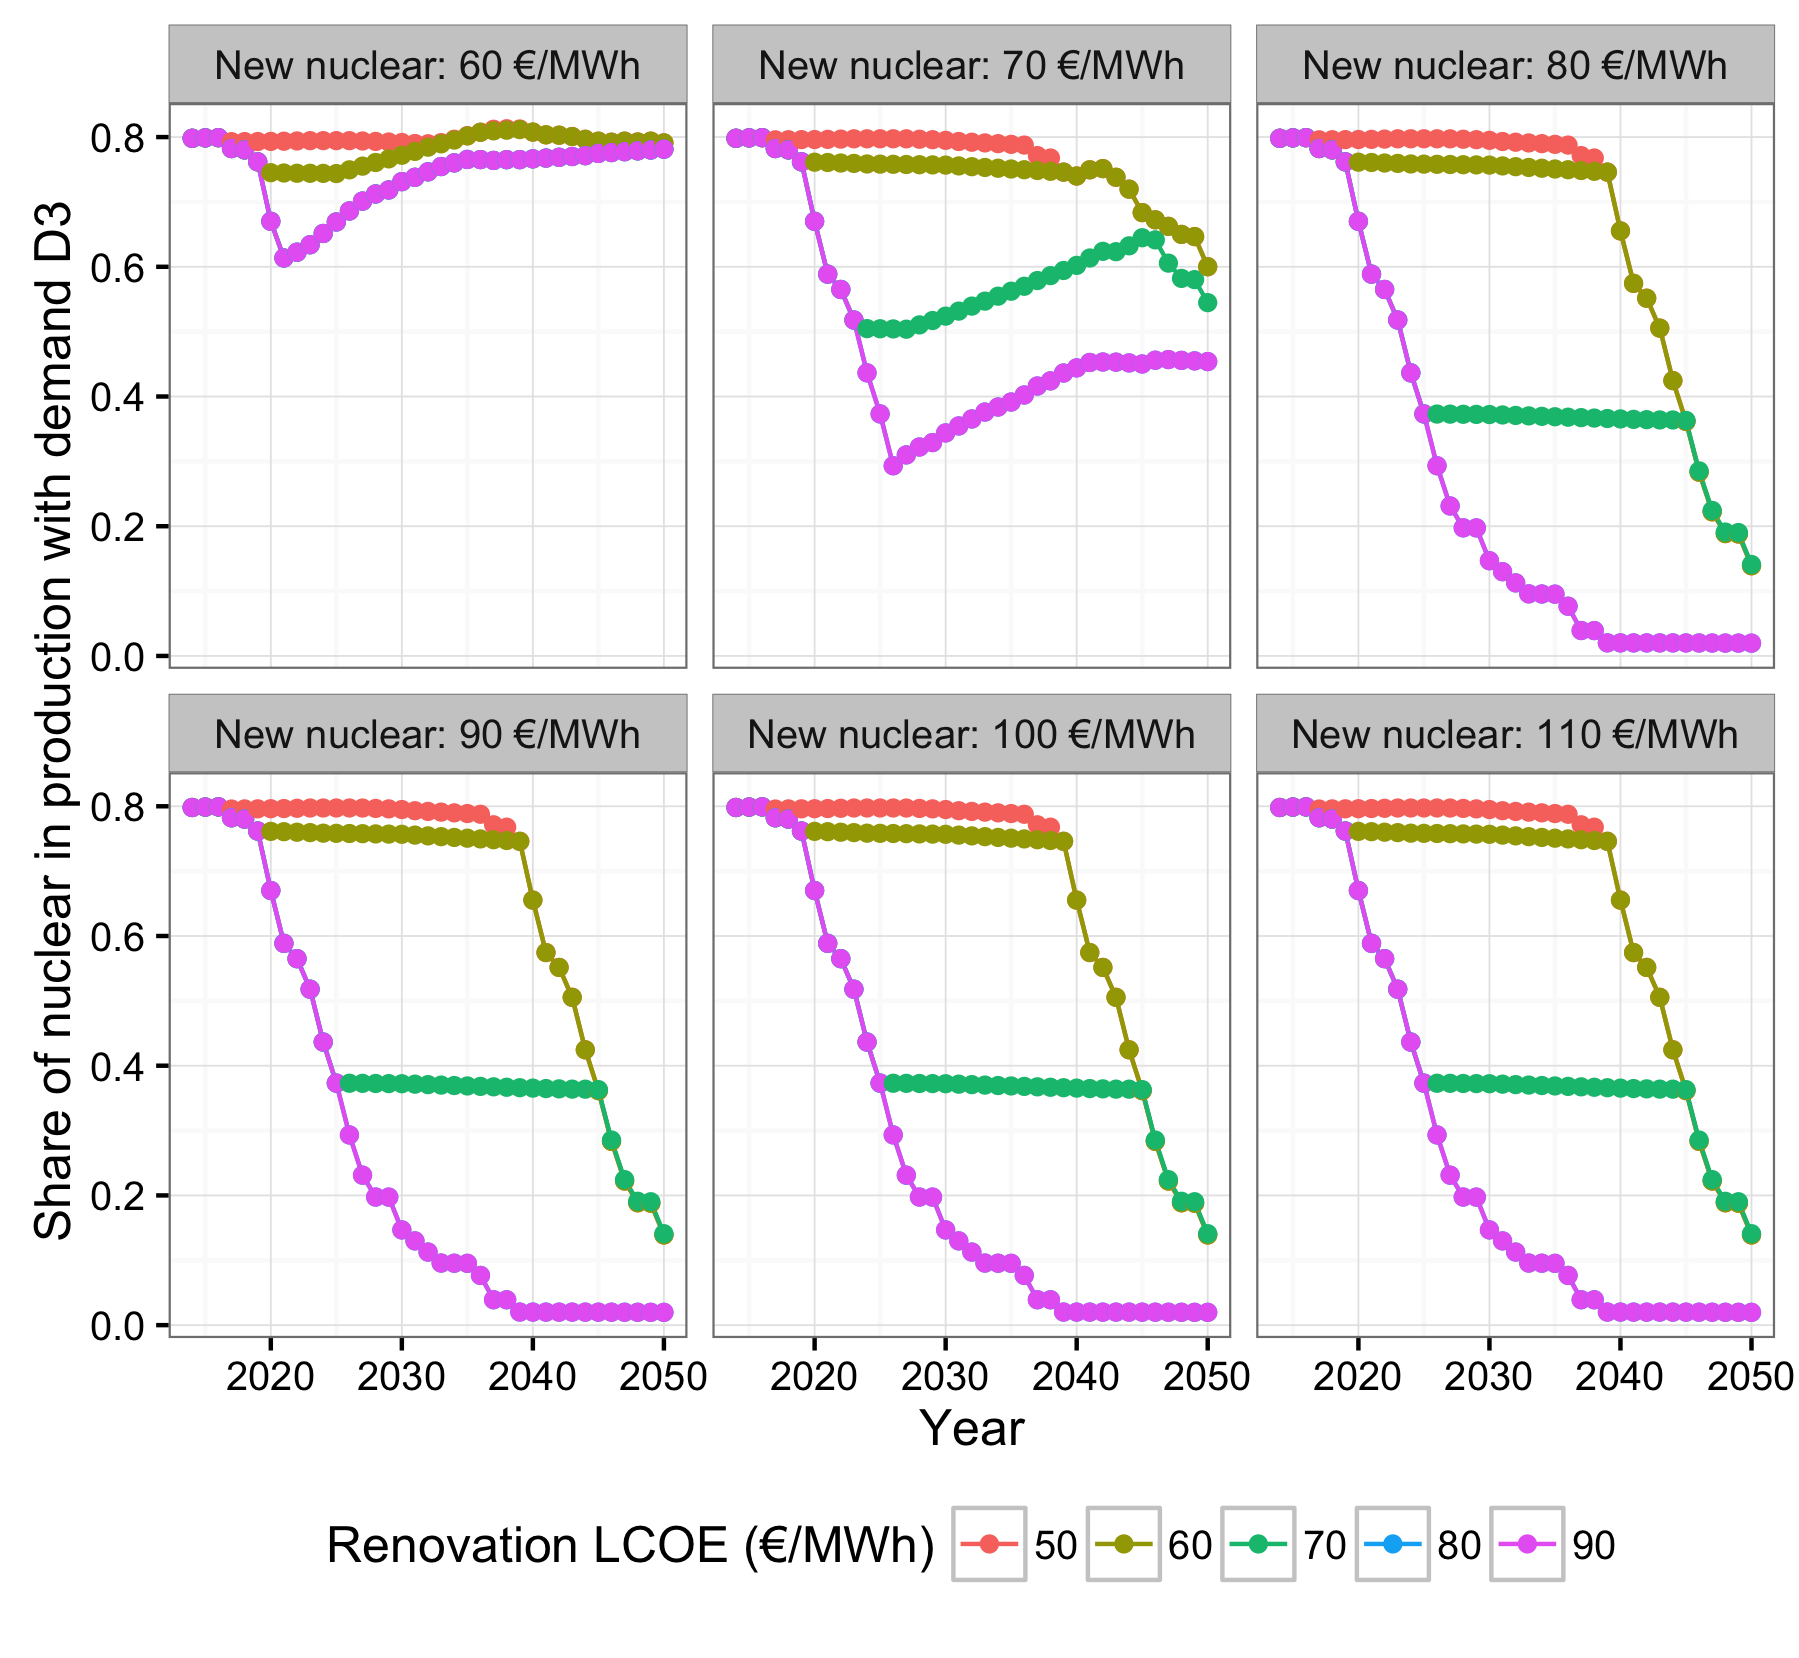 New nuclear: 60 €/MWh
New nuclear: 70 €/MWh
New nuclear: 80 €/MWh
0.8
0.6
0.4
0.2
0.0
New nuclear: 90 €/MWh
New nuclear: 100 €/MWh
New nuclear: 110 €/MWh
0.8
0.6
0.4
0.2
0.0
Share of nuclear in production with demand D3
2020 2030 2040 2050
2020 2030 2040 2050
2020 2030 2040 2050
Year
Renovation LCOE (€/MWh) 50 60 70 80 90